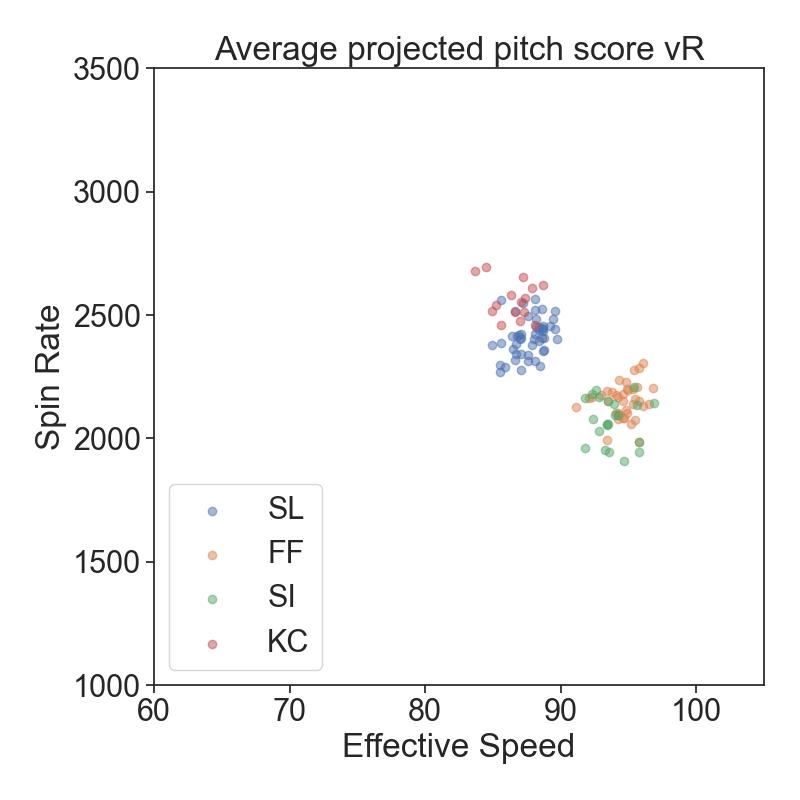 Average projected pitch score vR
3500
3000
2500
2000
1500
1000
Spin Rate
SL
FF
SI
KC
60 70 80 90 100
Effective Speed